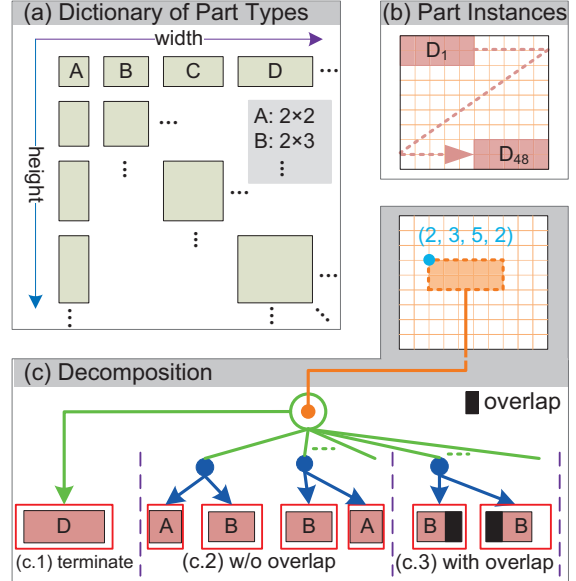 (a) Dictionary of Part Types
width
A B C D ...
height
...
A: 2×2
B: 2×3
(b) Part Instances
D1
D48
(2, 3, 5, 2)
(c) Decomposition
overlap
D
A B B A
B B
(c.1) terminate
(c.2) w/o overlap
(c.3) with overlap